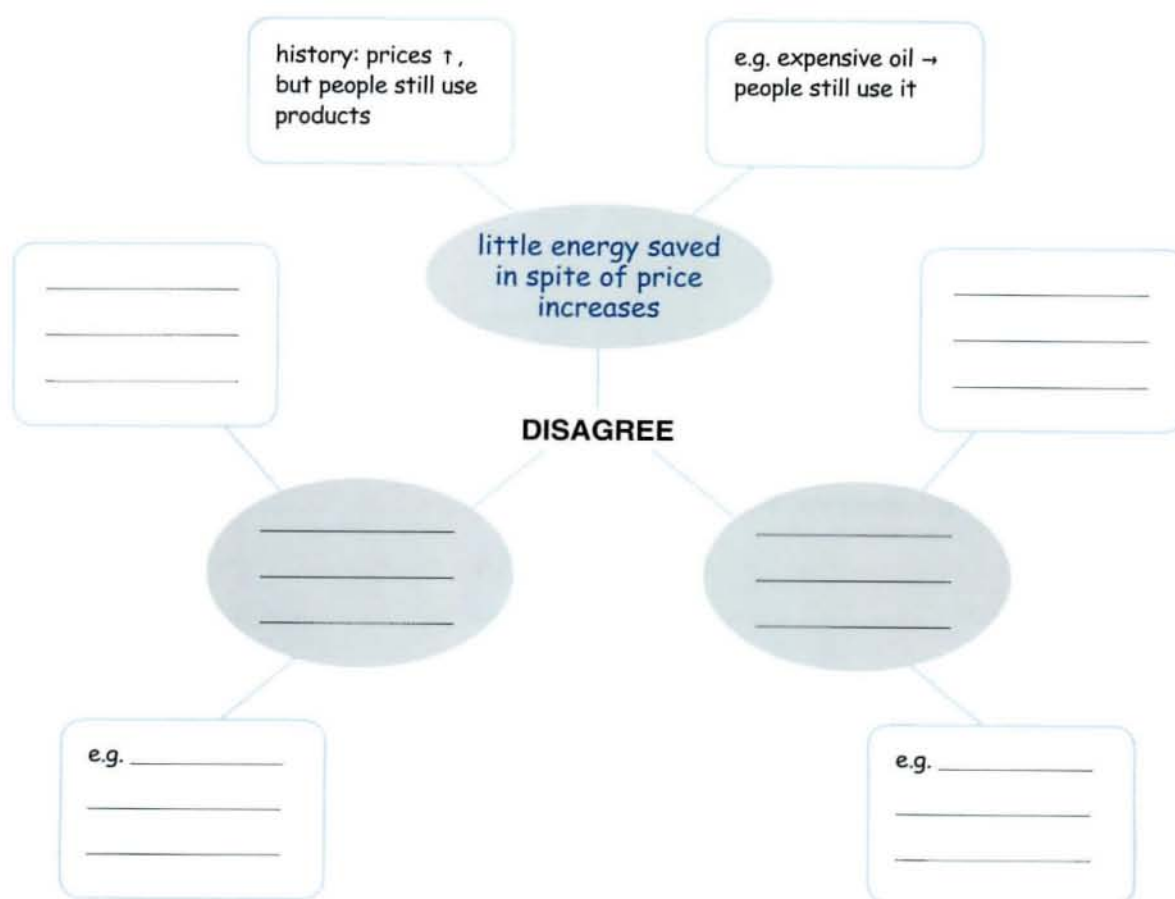 history: prices ↑,
but people still use
products
e.g. expensive oil →
people still use it
little energy saved
in spite of price
increases
DISAGREE
e.g.
e.g.